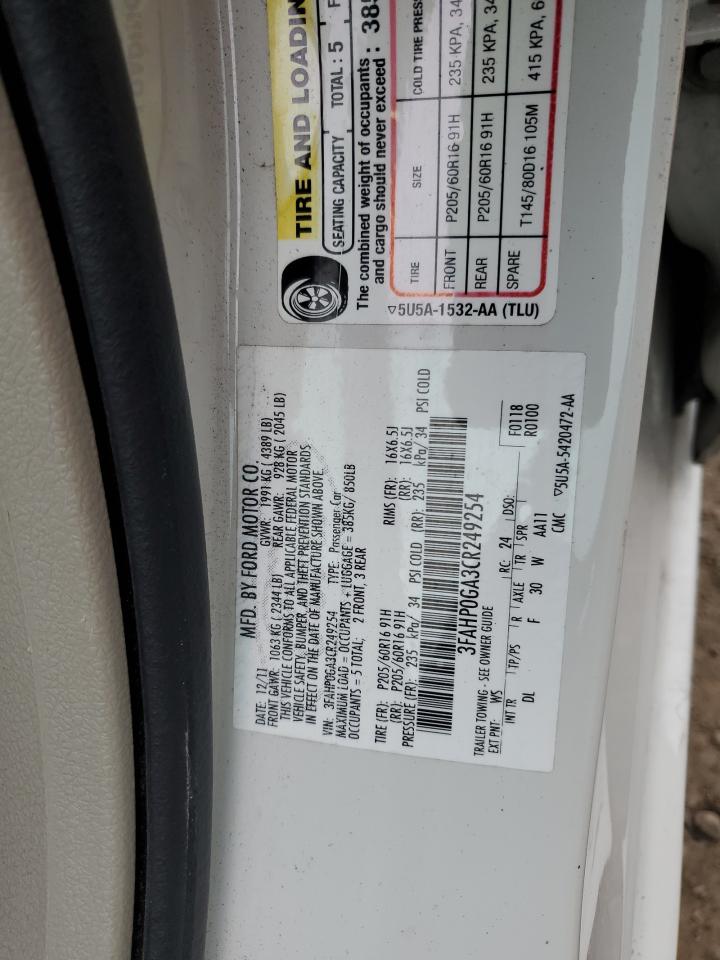 MFD. BY FORD MOTOR CO.
DATE: 12/11 GVWR: 1991 KG ( 4389 LB)
FRONT GAWR: 1063 KG ( 2344 LB) REAR GAWR: 928 KG ( 2045 LB)
THIS VEHICLE CONFORMS TO ALL APPLICABLE FEDERAL MOTOR
VEHICLE SAFETY, BUMPER, AND THEFT PREVENTION STANDARDS
IN EFFECT ON THE DATE OF MANUFACTURE SHOWN ABOVE.
VIN: 3FAHP0GA3CR249254 TYPE: Passenger Car
MAXIMUM LOAD = OCCUPANTS + LUGGAGE = 385KG/ 850LB
OCCUPANTS = 5 TOTAL; 2 FRONT, 3 REAR
TIRE (FR): P205/60R16 91H RIMS (FR): 16X6.5J
(RR): P205/60R16 91H (RR): 16X6.5J
PRESSURE (FR): 235 kPa/ 34 PSI COLD (RR): 235 kPa/ 34 PSI COLD
3FAHP0GA3CR249254
TRAILER TOWING - SEE OWNER GUIDE
EXT PNT: WS RC: 24 DSO: F0118
INT TR TP/PS R AXLE TR SPR R0100
DL F 30 W AA11
CMC ▽5U5A-5420472-AA
TIRE AND LOADIN
SEATING CAPACITY TOTAL : 5 F
The combined weight of occupants
and cargo should never exceed : 385
TIRE SIZE COLD TIRE PRES
FRONT P205/60R16 91H 235 KPA, 34
REAR P205/60R16 91H 235 KPA, 34
SPARE T145/80D16 105M 415 KPA, 6
▽5U5A-1532-AA (TLU)